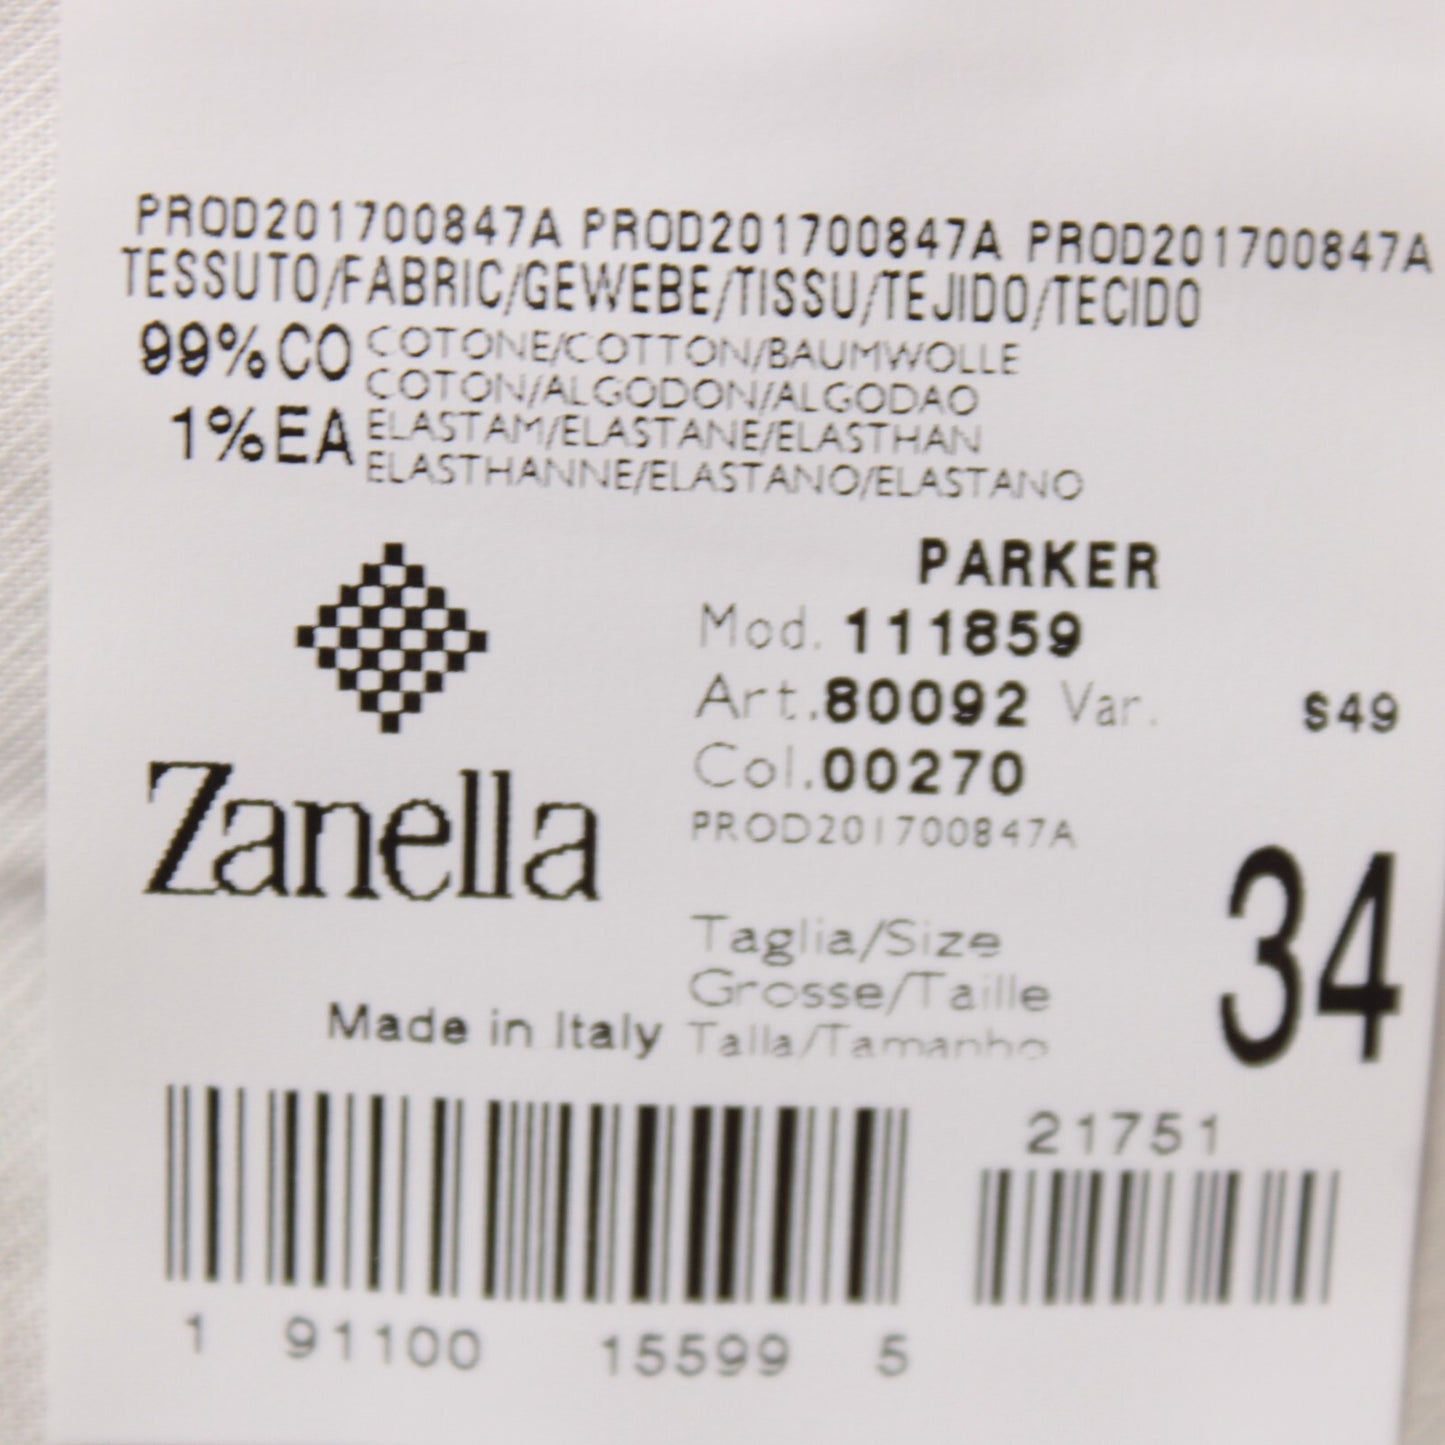 PROD201700847A PROD201700847A PROD201700847A
TESSUTO/FABRIC/GEWEBE/TISSU/TEJIDO/TECIDO
99%CO COTONE/COTTON/BAUMWOLLE
COTON/ALGODON/ALGODAO
1%EA ELASTAM/ELASTANE/ELASTHAN
ELASTHANNE/ELASTANO/ELASTANO
PARKER
Mod. 111859
Art.80092 Var. S49
Col.00270
PROD201700847A
Zanella
Taglia/Size
Grosse/Taille
Talla/Tamanho
34
Made in Italy
21751
1 91100 15599 5